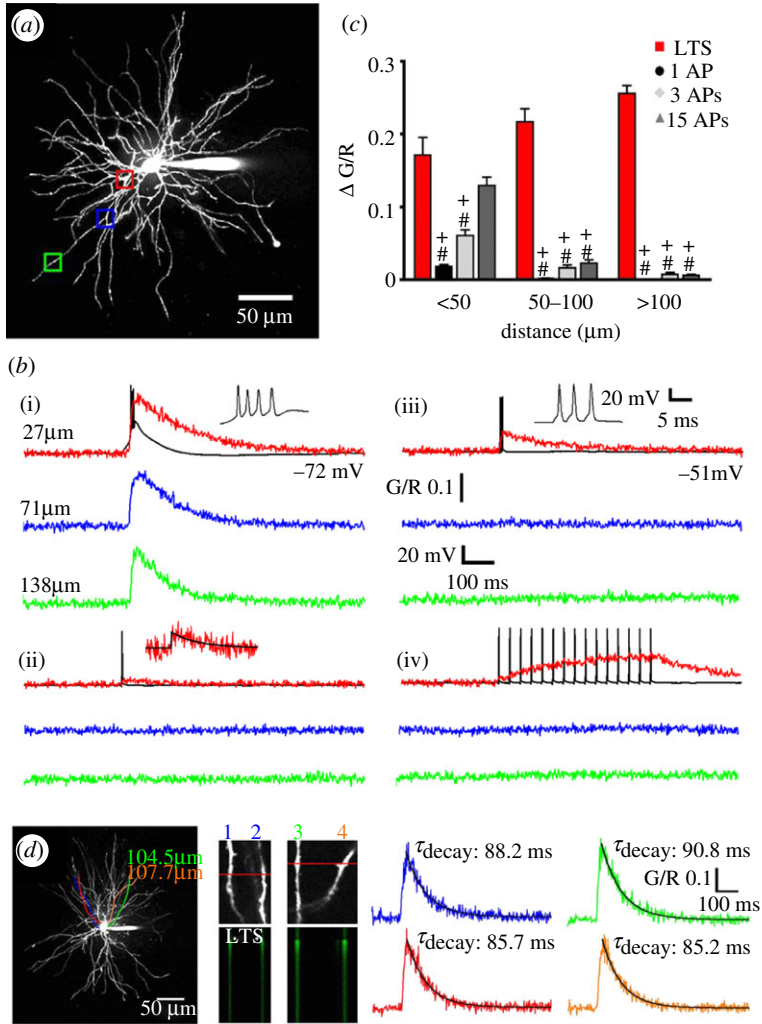 (a)
50 µm
(c)
LTS
1 AP
3 APs
15 APs
0.3
0.2
0.1
0
Δ G/R
+
#
+
#
+
#
+
#
+
#
+
#
+
#
+
#
<50
50–100
>100
distance (µm)
(b)
(i)
27µm
–72 mV
71µm
138µm
(ii)
(iii)
20 mV
5 ms
–51mV
G/R 0.1
20 mV
100 ms
(iv)
(d)
104.5µm
107.7µm
50 µm
1
2
3
4
LTS
τdecay: 88.2 ms
τdecay: 90.8 ms
G/R 0.1
100 ms
τdecay: 85.7 ms
τdecay: 85.2 ms